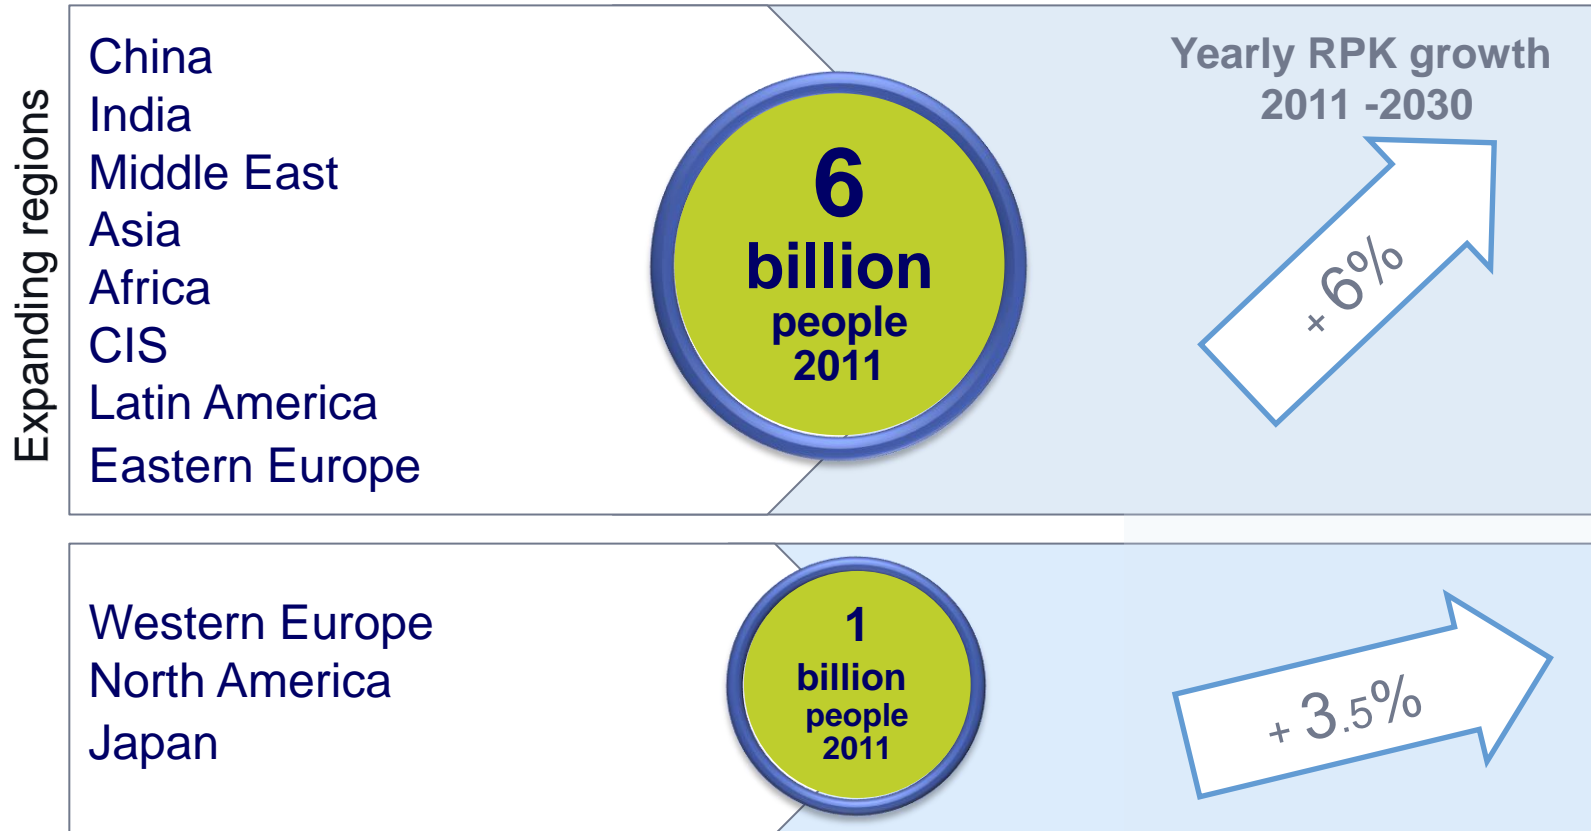 Expanding regions
China
India
Middle East
Asia
Africa
CIS
Latin America
Eastern Europe
6
billion
people
2011
Yearly RPK growth
2011 -2030
+ 6%
Western Europe
North America
Japan
1
billion
people
2011
+ 3.5%